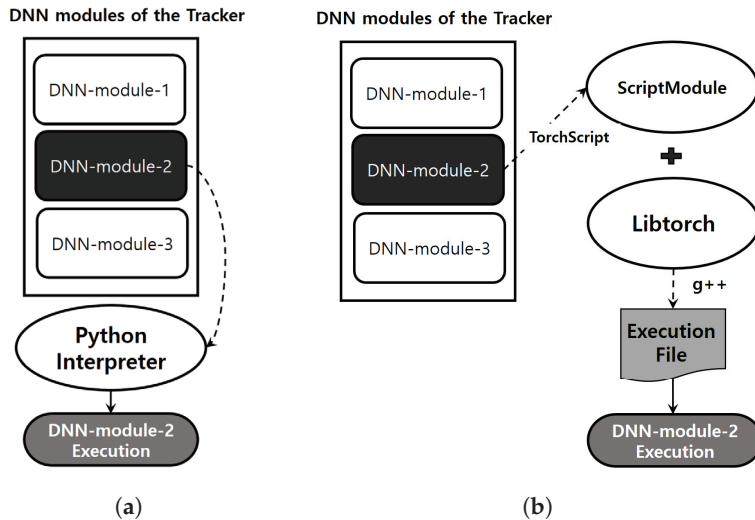 DNN modules of the Tracker
DNN-module-1
DNN-module-2
DNN-module-3
Python
Interpreter
DNN-module-2
Execution
(a)
DNN modules of the Tracker
DNN-module-1
DNN-module-2
DNN-module-3
TorchScript
ScriptModule
+
Libtorch
g++
Execution
File
DNN-module-2
Execution
(b)